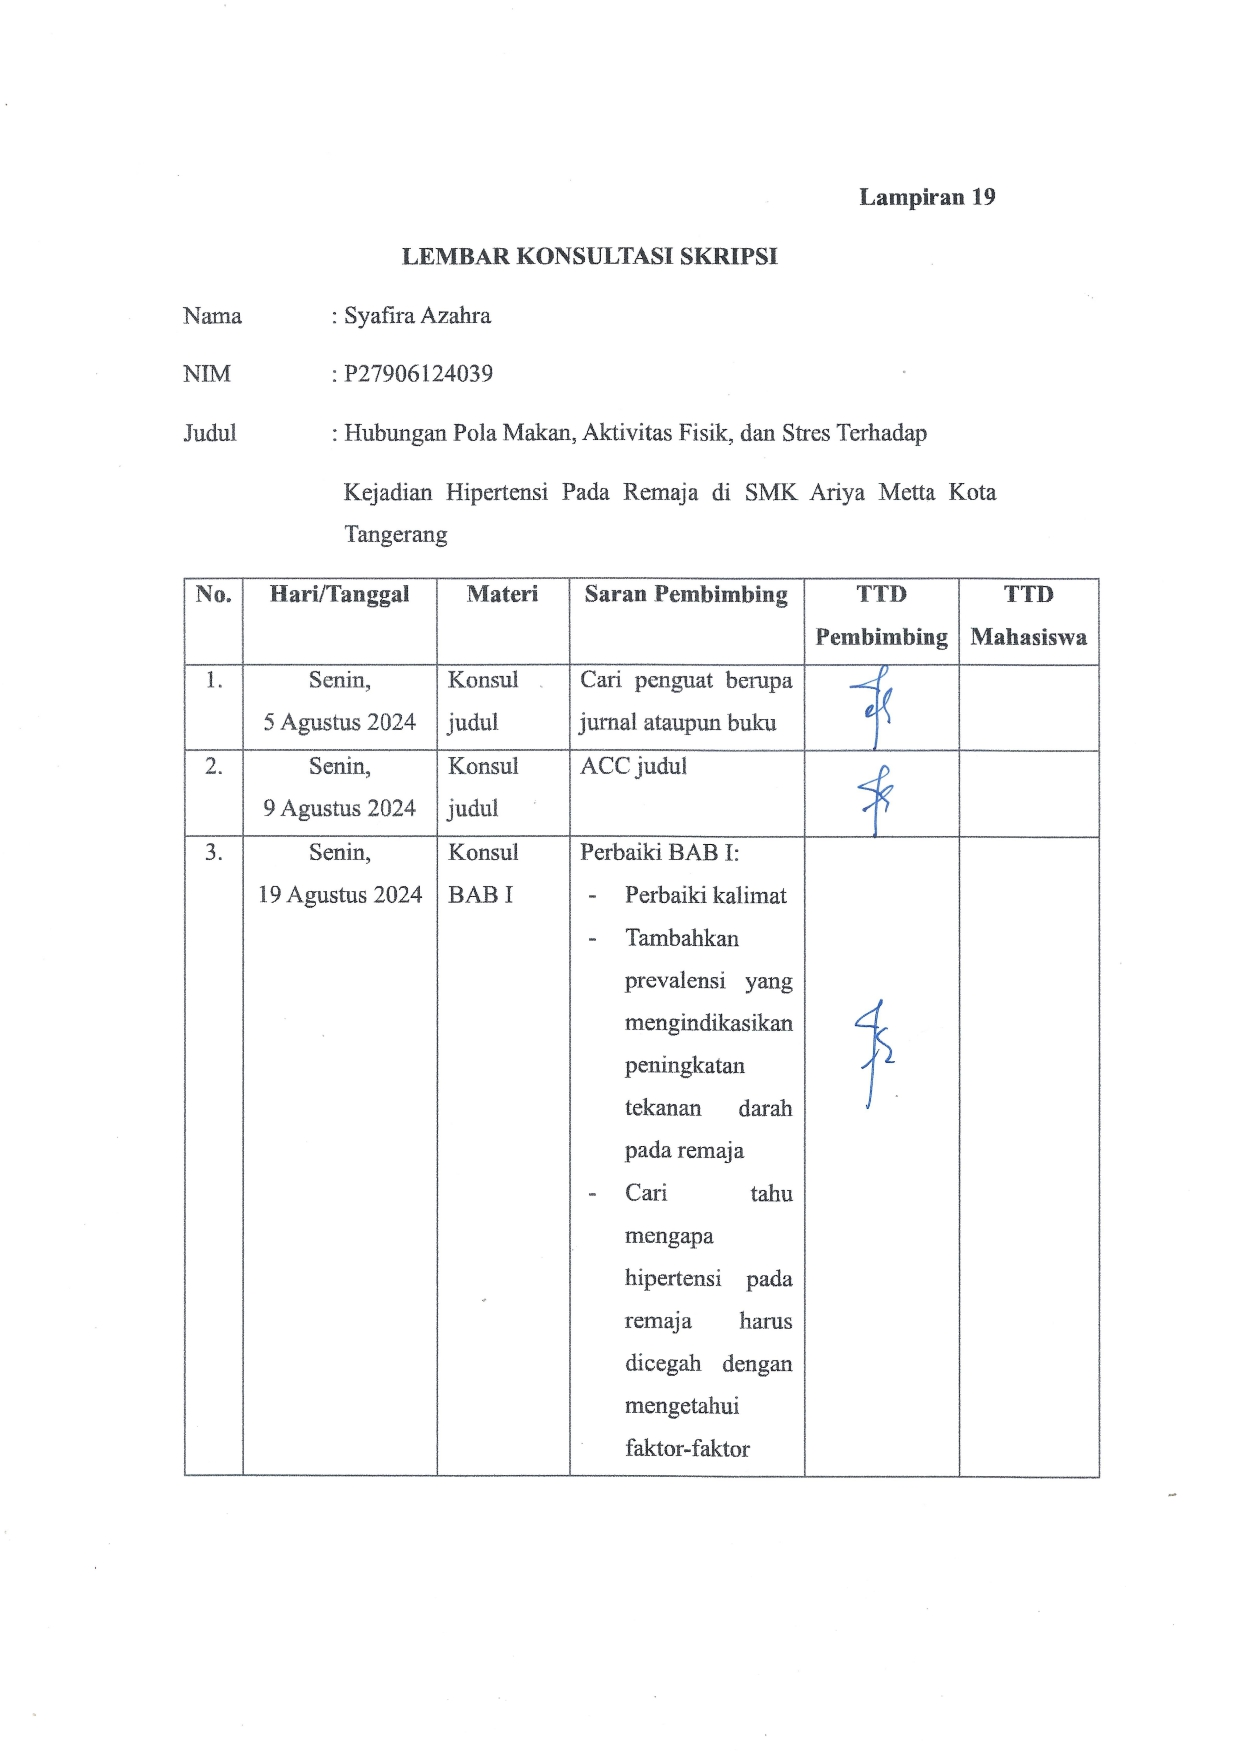 Lampiran 19
LEMBAR KONSULTASI SKRIPSI
Nama : Syafira Azahra
NIM : P27906124039
Judul : Hubungan Pola Makan, Aktivitas Fisik, dan Stres Terhadap
Kejadian Hipertensi Pada Remaja di SMK Ariya Metta Kota
Tangerang
No. Hari/Tanggal Materi Saran Pembimbing TTD Pembimbing TTD Mahasiswa
1. Senin, 5 Agustus 2024 Konsul judul Cari penguat berupa
jurnal ataupun buku
2. Senin, 9 Agustus 2024 Konsul judul ACC judul
3. Senin, 19 Agustus 2024 Konsul BAB I Perbaiki BAB I:
- Perbaiki kalimat
- Tambahkan
prevalensi yang
mengindikasikan
peningkatan
tekanan darah
pada remaja
- Cari tahu
mengapa
hipertensi pada
remaja harus
dicegah dengan
mengetahui
faktor-faktor